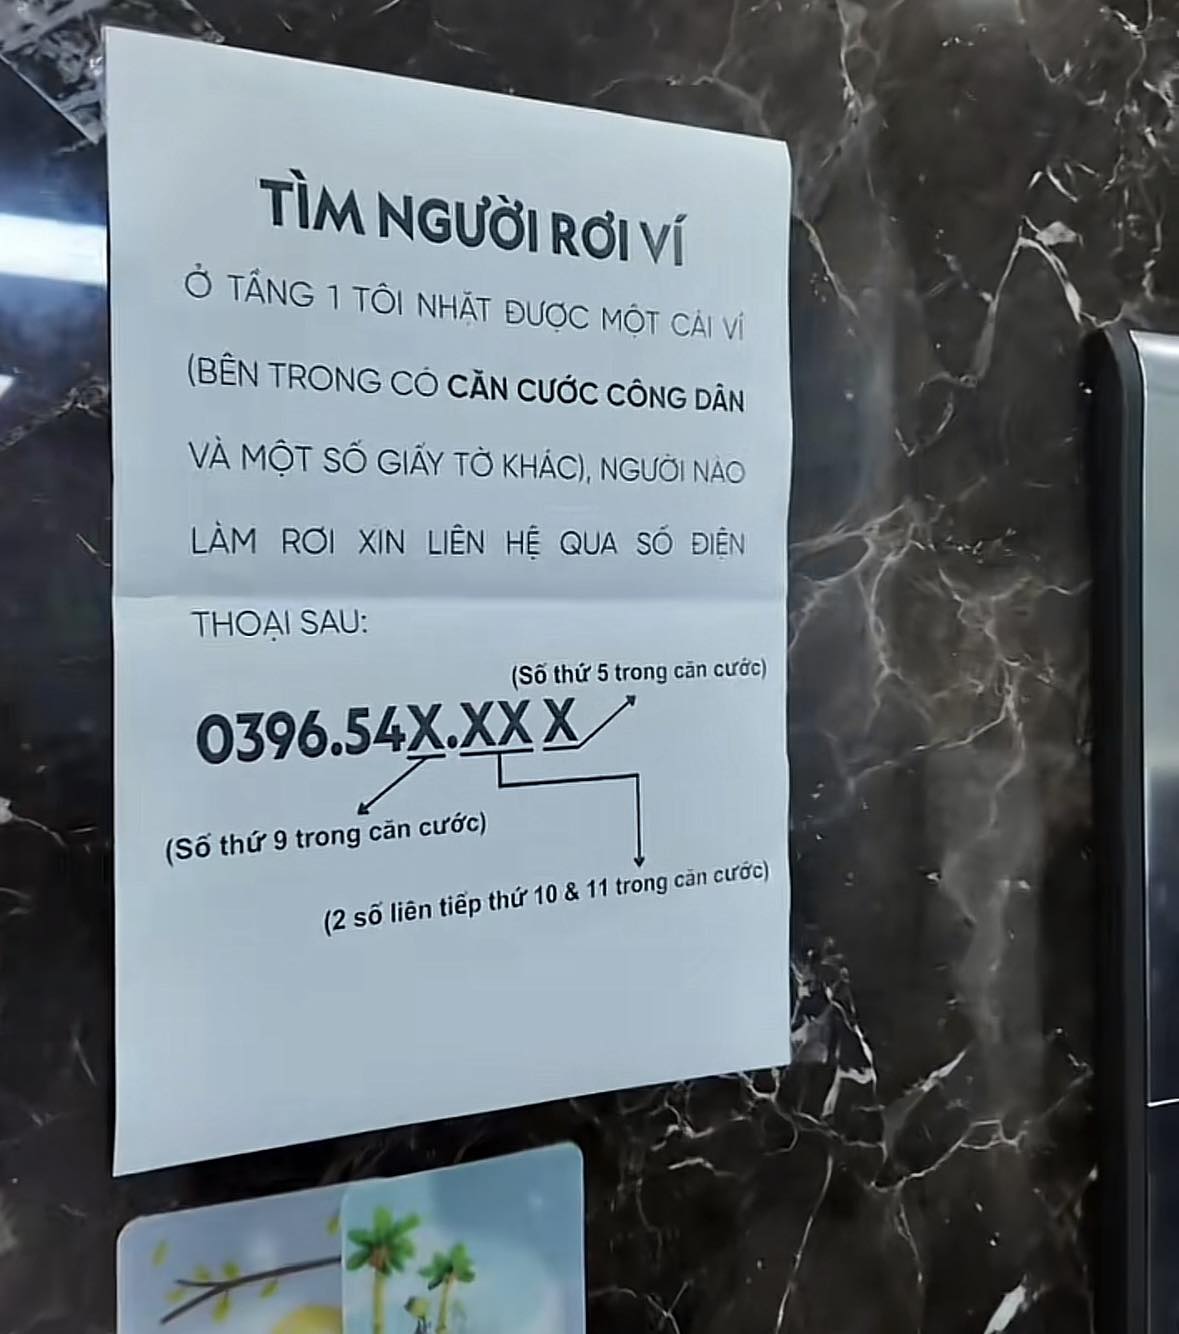 TÌM NGƯỜI RƠI VÍ
Ở TẦNG 1 TÔI NHẶT ĐƯỢC MỘT CÁI VÍ
(BÊN TRONG CÓ CĂN CƯỚC CÔNG DÂN
VÀ MỘT SỐ GIẤY TỜ KHÁC), NGƯỜI NÀO
LÀM RƠI XIN LIÊN HỆ QUA SỐ ĐIỆN
THOẠI SAU:
(Số thứ 5 trong căn cước)
0396.54X.XX X
(Số thứ 9 trong căn cước)
(2 số liên tiếp thứ 10 & 11 trong căn cước)